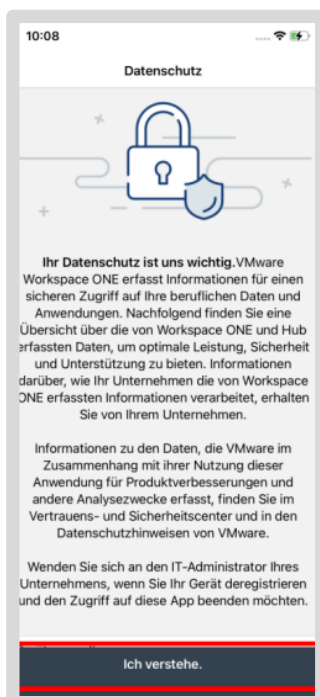 10:08
Datenschutz
Ihr Datenschutz ist uns wichtig.VMware
Workspace ONE erfasst Informationen für einen
sicheren Zugriff auf Ihre beruflichen Daten und
Anwendungen. Nachfolgend finden Sie eine
Übersicht über die von Workspace ONE und Hub
erfassten Daten, um optimale Leistung, Sicherheit
und Unterstützung zu bieten. Informationen
darüber, wie Ihr Unternehmen die von Workspace
ONE erfassten Informationen verarbeitet, erhalten
Sie von Ihrem Unternehmen.
Informationen zu den Daten, die VMware im
Zusammenhang mit ihrer Nutzung dieser
Anwendung für Produktverbesserungen und
andere Analysezwecke erfasst, finden Sie im
Vertrauens- und Sicherheitscenter und in den
Datenschutzhinweisen von VMware.
Wenden Sie sich an den IT-Administrator Ihres
Unternehmens, wenn Sie Ihr Gerät deregistrieren
und den Zugriff auf diese App beenden möchten.
Ich verstehe.